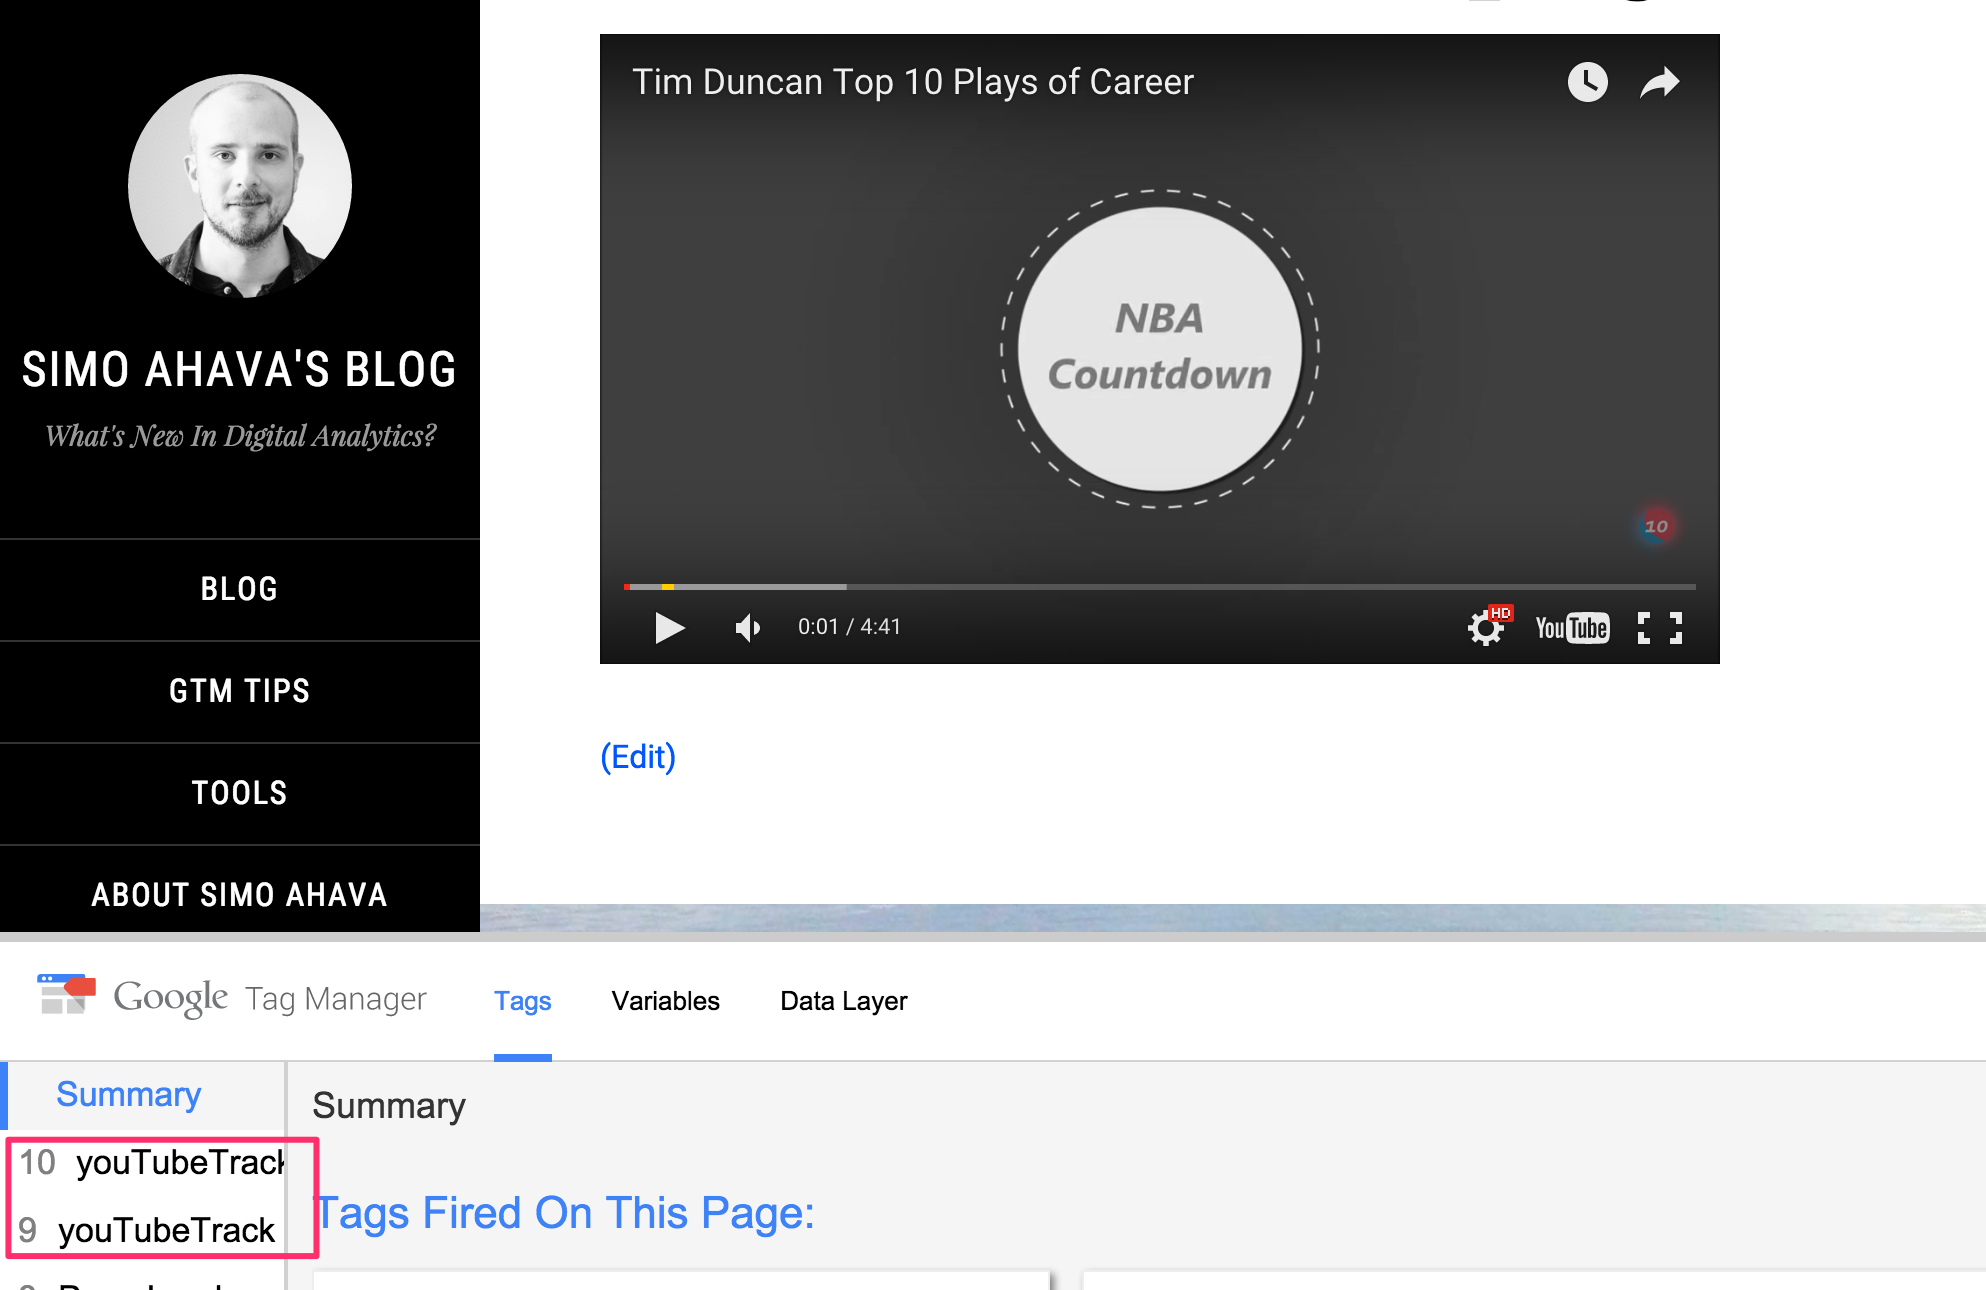 SIMO AHAVA'S BLOG
What's New In Digital Analytics?
BLOG
GTM TIPS
TOOLS
ABOUT SIMO AHAVA
Tim Duncan Top 10 Plays of Career
NBA
Countdown
10
0:01 / 4:41
HD
YouTube
(Edit)
Google Tag Manager
Tags
Variables
Data Layer
Summary
10 youTubeTrack
9 youTubeTrack
Summary
Tags Fired On This Page: